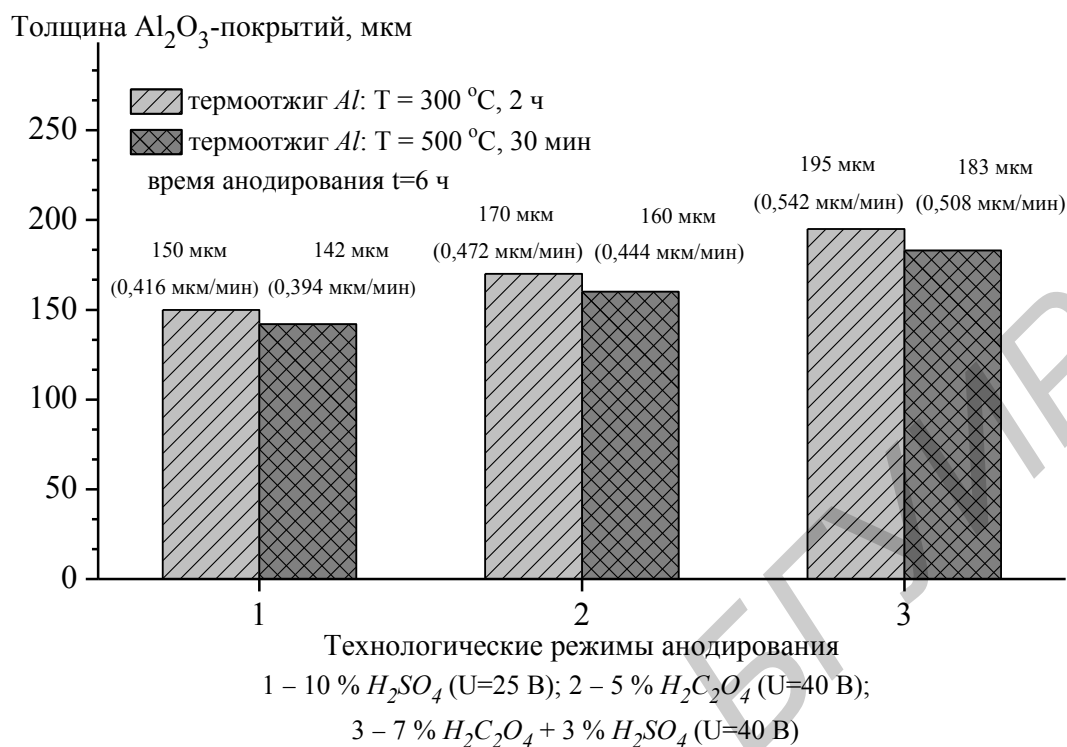 Толщина Al2O3-покрытий, мкм
термоотжиг Al: T = 300 °C, 2 ч
термоотжиг Al: T = 500 °C, 30 мин
время анодирования t=6 ч
250
200
150
100
50
0
150 мкм
(0,416 мкм/мин)
142 мкм
(0,394 мкм/мин)
170 мкм
(0,472 мкм/мин)
160 мкм
(0,444 мкм/мин)
195 мкм
(0,542 мкм/мин)
183 мкм
(0,508 мкм/мин)
1 2 3
Технологические режимы анодирования
1 – 10 % H2SO4 (U=25 В); 2 – 5 % H2C2O4 (U=40 В);
3 – 7 % H2C2O4 + 3 % H2SO4 (U=40 В)
БГУИР